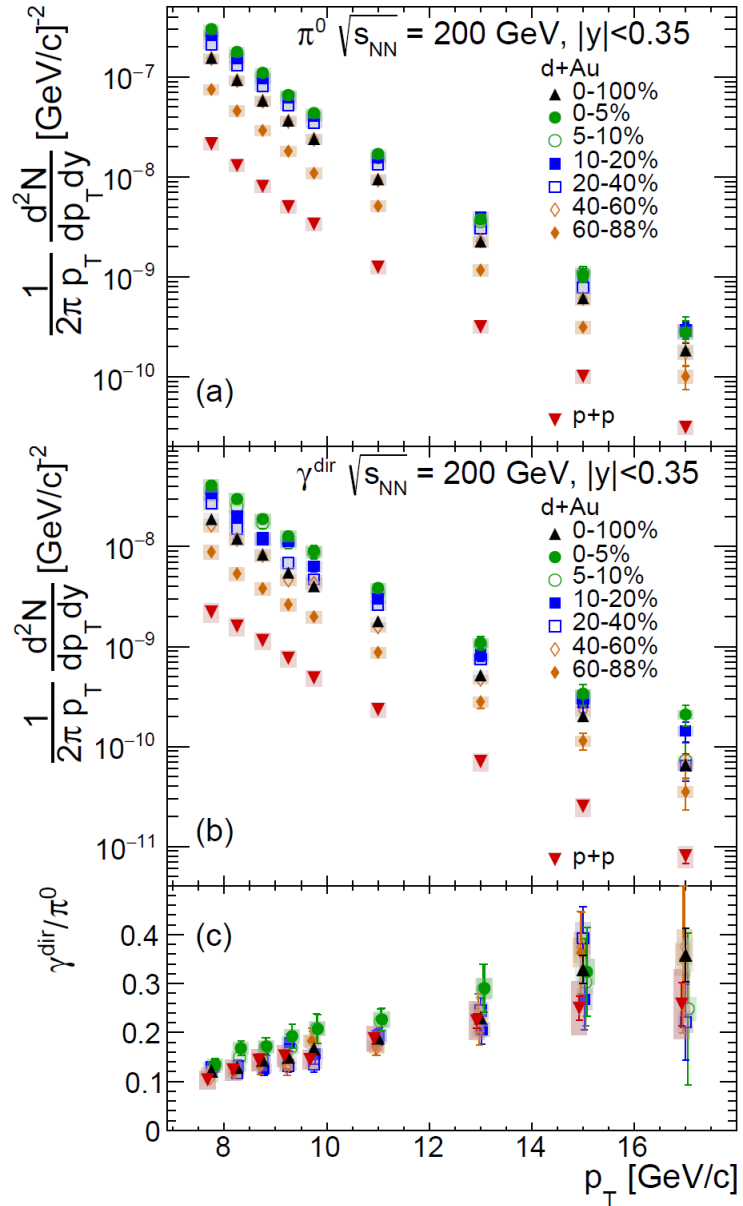 π⁰ √s_NN = 200 GeV, |y|<0.35
d+Au
0-100%
0-5%
5-10%
10-20%
20-40%
40-60%
60-88%
p+p
(a)
1/(2π p_T) d²N/(dp_T dy) [GeV/c]⁻²
10⁻⁷
10⁻⁸
10⁻⁹
10⁻¹⁰
γ^dir √s_NN = 200 GeV, |y|<0.35
d+Au
0-100%
0-5%
5-10%
10-20%
20-40%
40-60%
60-88%
p+p
(b)
1/(2π p_T) d²N/(dp_T dy) [GeV/c]⁻²
10⁻⁸
10⁻⁹
10⁻¹⁰
10⁻¹¹
(c)
γ^dir/π⁰
0.4
0.3
0.2
0.1
0
8 10 12 14 16
p_T [GeV/c]